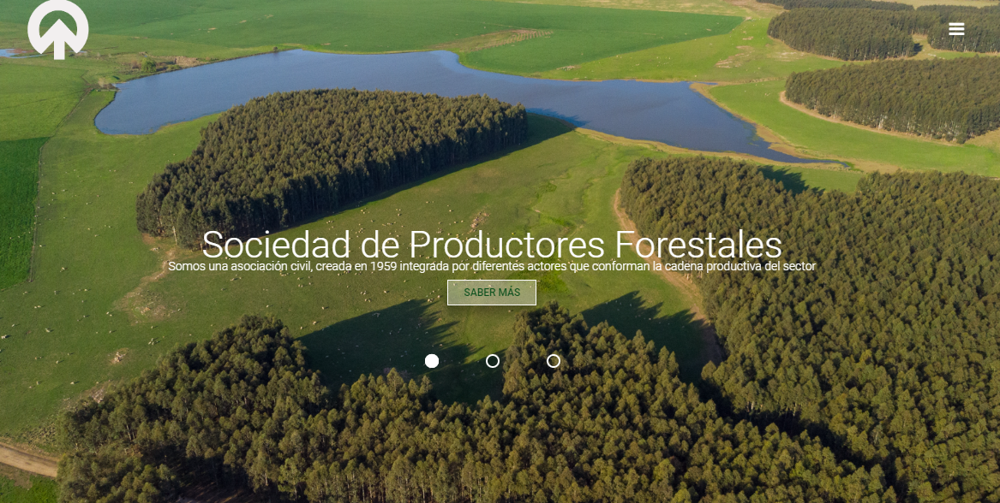 Sociedad de Productores Forestales
Somos una asociación civil, creada en 1959 integrada por diferentes actores que conforman la cadena productiva del sector
SABER MÁS